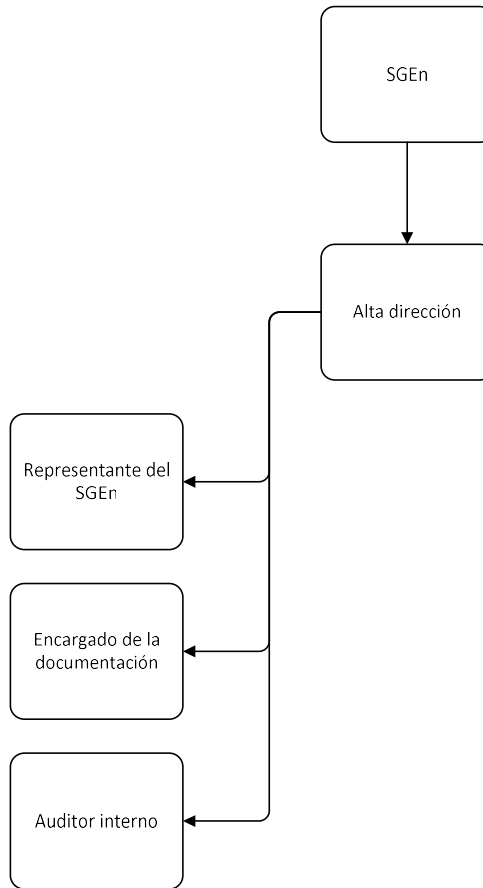 SGEn
Alta dirección
Representante del
SGEn
Encargado de la
documentación
Auditor interno